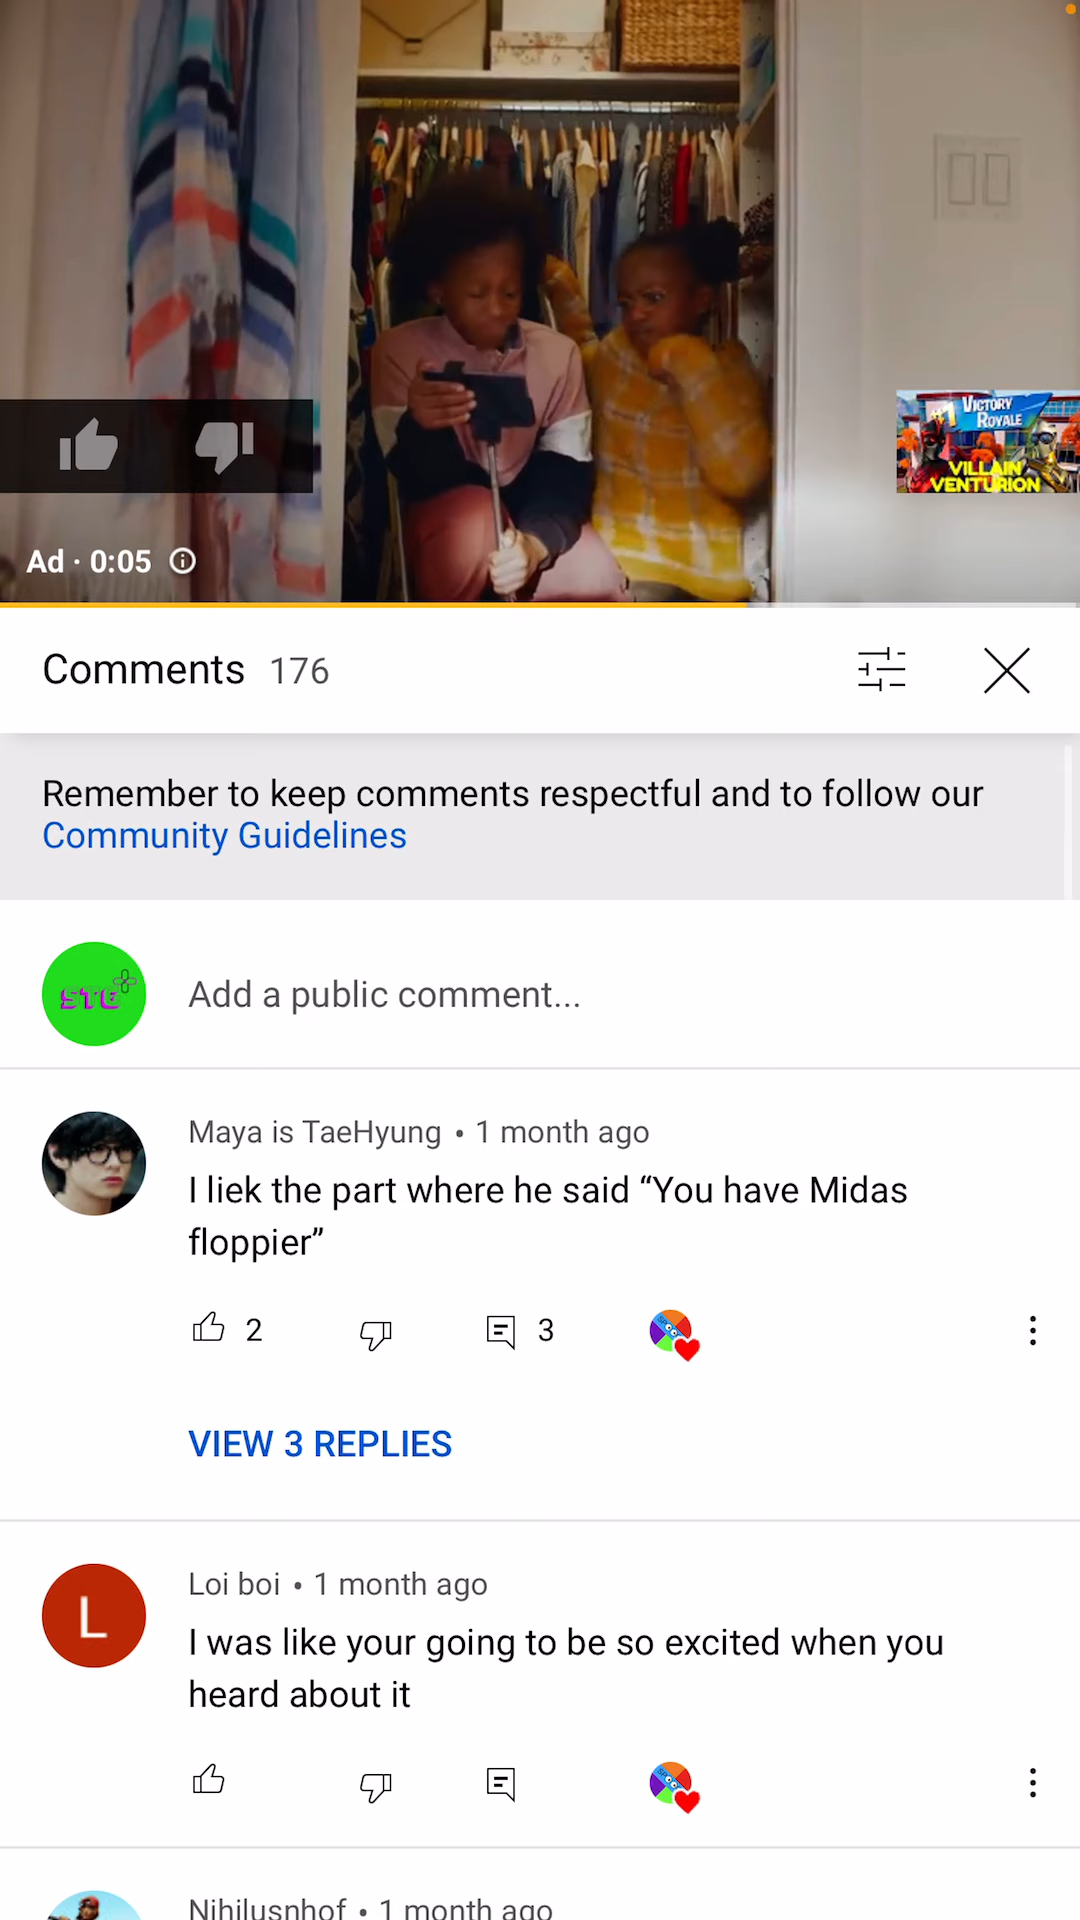 VICTORY
ROYALE
VILLAIN
VENTURION
Ad · 0:05
Comments 176
Remember to keep comments respectful and to follow our
Community Guidelines
STG
Add a public comment...
Maya is TaeHyung • 1 month ago
I liek the part where he said “You have Midas
floppier”
2
3
VIEW 3 REPLIES
L
Loi boi • 1 month ago
I was like your going to be so excited when you
heard about it
Nihilusnhof • 1 month ago